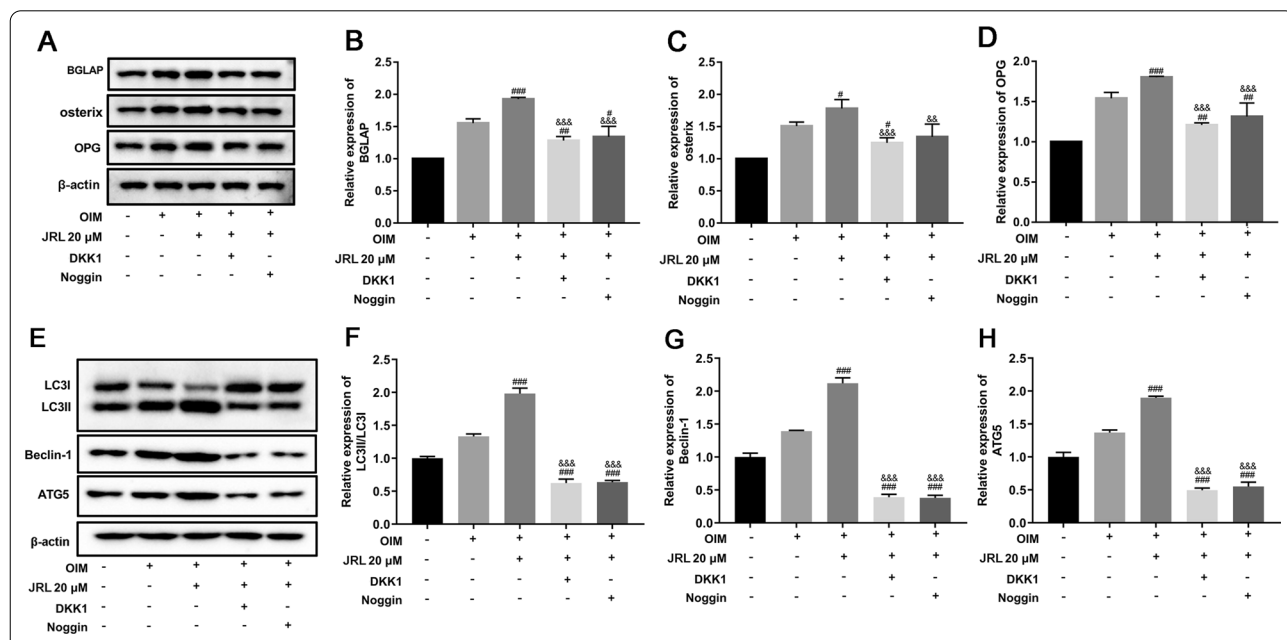 A
BGLAP
osterix
OPG
β-actin
OIM - + + + +
JRL 20 μM - - + + +
DKK1 - - - + -
Noggin - - - - +
B
Relative expression of
BGLAP
2.5
2.0
1.5
1.0
0.5
0.0
###
&&&
##
#
&&&
OIM - + + + +
JRL 20 μM - - + + +
DKK1 - - - + -
Noggin - - - - +
C
Relative expression of
osterix
2.5
2.0
1.5
1.0
0.5
0.0
#
#
&&&
&&
OIM - + + + +
JRL 20 μM - - + + +
DKK1 - - - + -
Noggin - - - - +
D
Relative expression of OPG
2.0
1.5
1.0
0.5
0.0
###
&&&
##
&&&
##
OIM - + + + +
JRL 20 μM - - + + +
DKK1 - - - + -
Noggin - - - - +
E
LC3I
LC3II
Beclin-1
ATG5
β-actin
OIM - + + + +
JRL 20 μM - - + + +
DKK1 - - - + -
Noggin - - - - +
F
Relative expression of
LC3II/LC3I
2.5
2.0
1.5
1.0
0.5
0.0
###
&&&
###
&&&
###
OIM - + + + +
JRL 20 μM - - + + +
DKK1 - - - + -
Noggin - - - - +
G
Relative expression of
Beclin-1
2.5
2.0
1.5
1.0
0.5
0.0
###
&&&
###
&&&
###
OIM - + + + +
JRL 20 μM - - + + +
DKK1 - - - + -
Noggin - - - - +
H
Relative expression of
ATG5
2.5
2.0
1.5
1.0
0.5
0.0
###
&&&
###
&&&
###
OIM - + + + +
JRL 20 μM - - + + +
DKK1 - - - + -
Noggin - - - - +